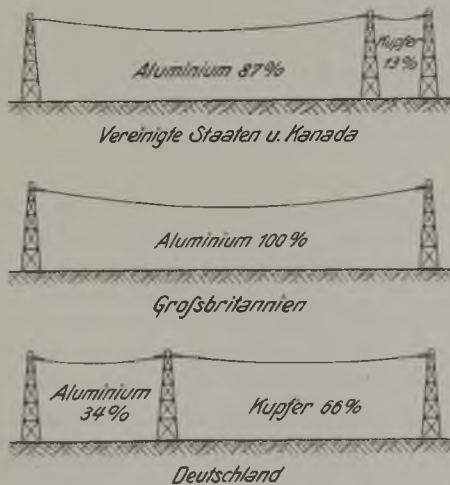 Aluminium 87%
Kupfer
13%
Vereinigte Staaten u. Kanada
Aluminium 100%
Großbritannien
Aluminium
34%
Kupfer 66%
Deutschland